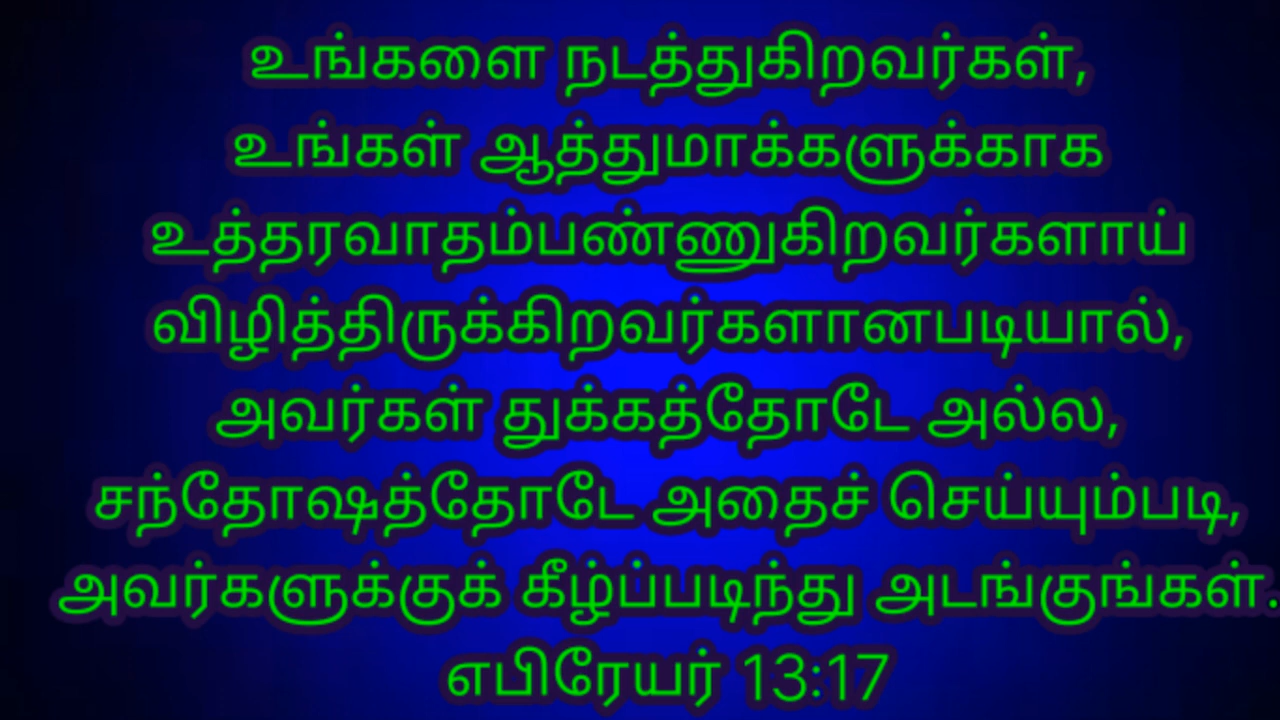 உங்களை நடத்துகிறவர்கள்,
உங்கள் ஆத்துமாக்களுக்காக
உத்தரவாதம்பண்ணுகிறவர்களாய்
விழித்திருக்கிறவர்களானபடியால்,
அவர்கள் துக்கத்தோடே அல்ல,
சந்தோஷத்தோடே அதைச் செய்யும்படி,
அவர்களுக்குக் கீழ்ப்படிந்து அடங்குங்கள்.
எபிரேயர் 13:17